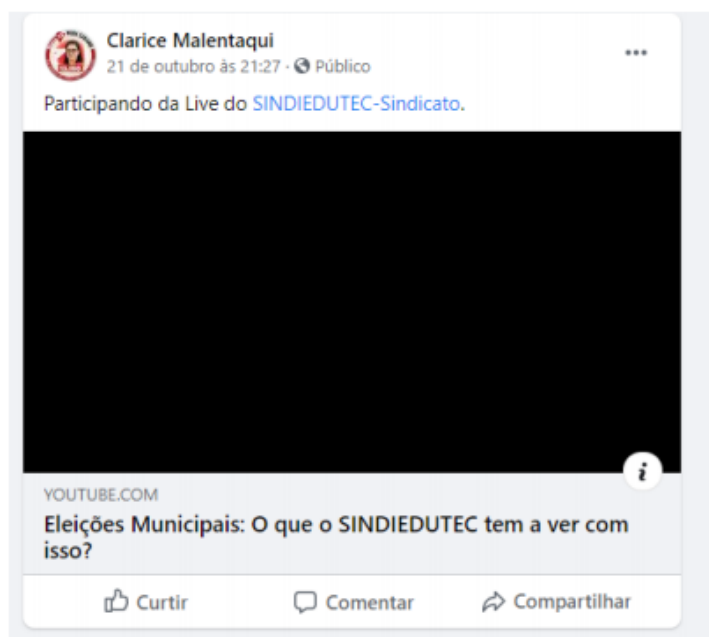 Clarice Malentaqui
21 de outubro às 21:27 · Público
Participando da Live do SINDIEDUTEC-Sindicato.
i
YOUTUBE.COM
Eleições Municipais: O que o SINDIEDUTEC tem a ver com
isso?
Curtir Comentar Compartilhar